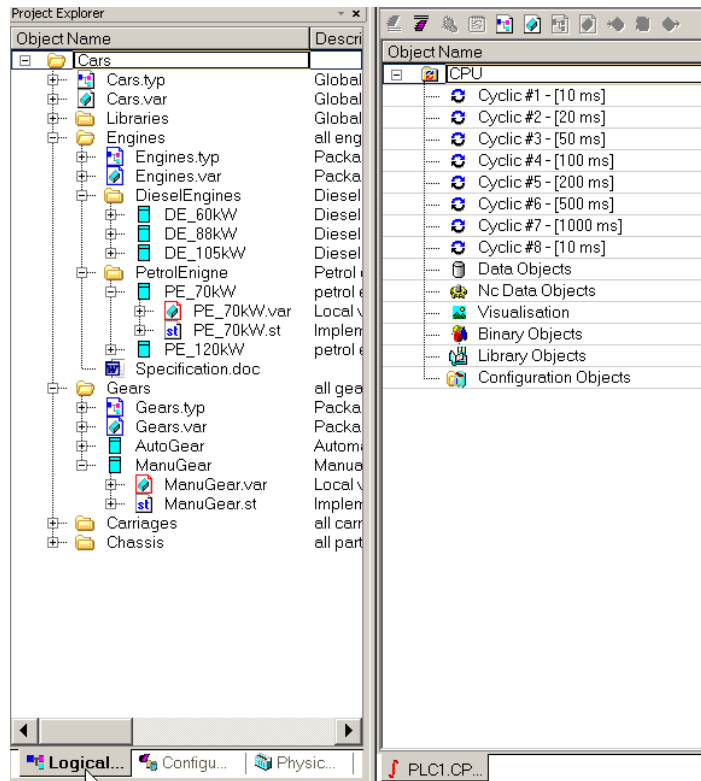 Project Explorer
Object Name Descri
Cars
Cars.typ Global
Cars.var Global
Libraries Global
Engines all eng
Engines.typ Packa
Engines.var Packa
DieselEngines Diesel
DE_60kW Diesel
DE_88kW Diesel
DE_105kW Diesel
PetrolEnigne Petrol
PE_70kW petrol e
PE_70kW.var Local v
st PE_70kW.st Implem
PE_120kW petrol e
Specification.doc
Gears all gea
Gears.typ Packa
Gears.var Packa
AutoGear Autom
ManuGear Manua
ManuGear.var Local v
st ManuGear.st Implem
Carriages all carr
Chassis all part
Logical... Configu... Physic...
Object Name
CPU
Cyclic #1 - [10 ms]
Cyclic #2 - [20 ms]
Cyclic #3 - [50 ms]
Cyclic #4 - [100 ms]
Cyclic #5 - [200 ms]
Cyclic #6 - [500 ms]
Cyclic #7 - [1000 ms]
Cyclic #8 - [10 ms]
Data Objects
Nc Data Objects
Visualisation
Binary Objects
Library Objects
Configuration Objects
PLC1.CP...